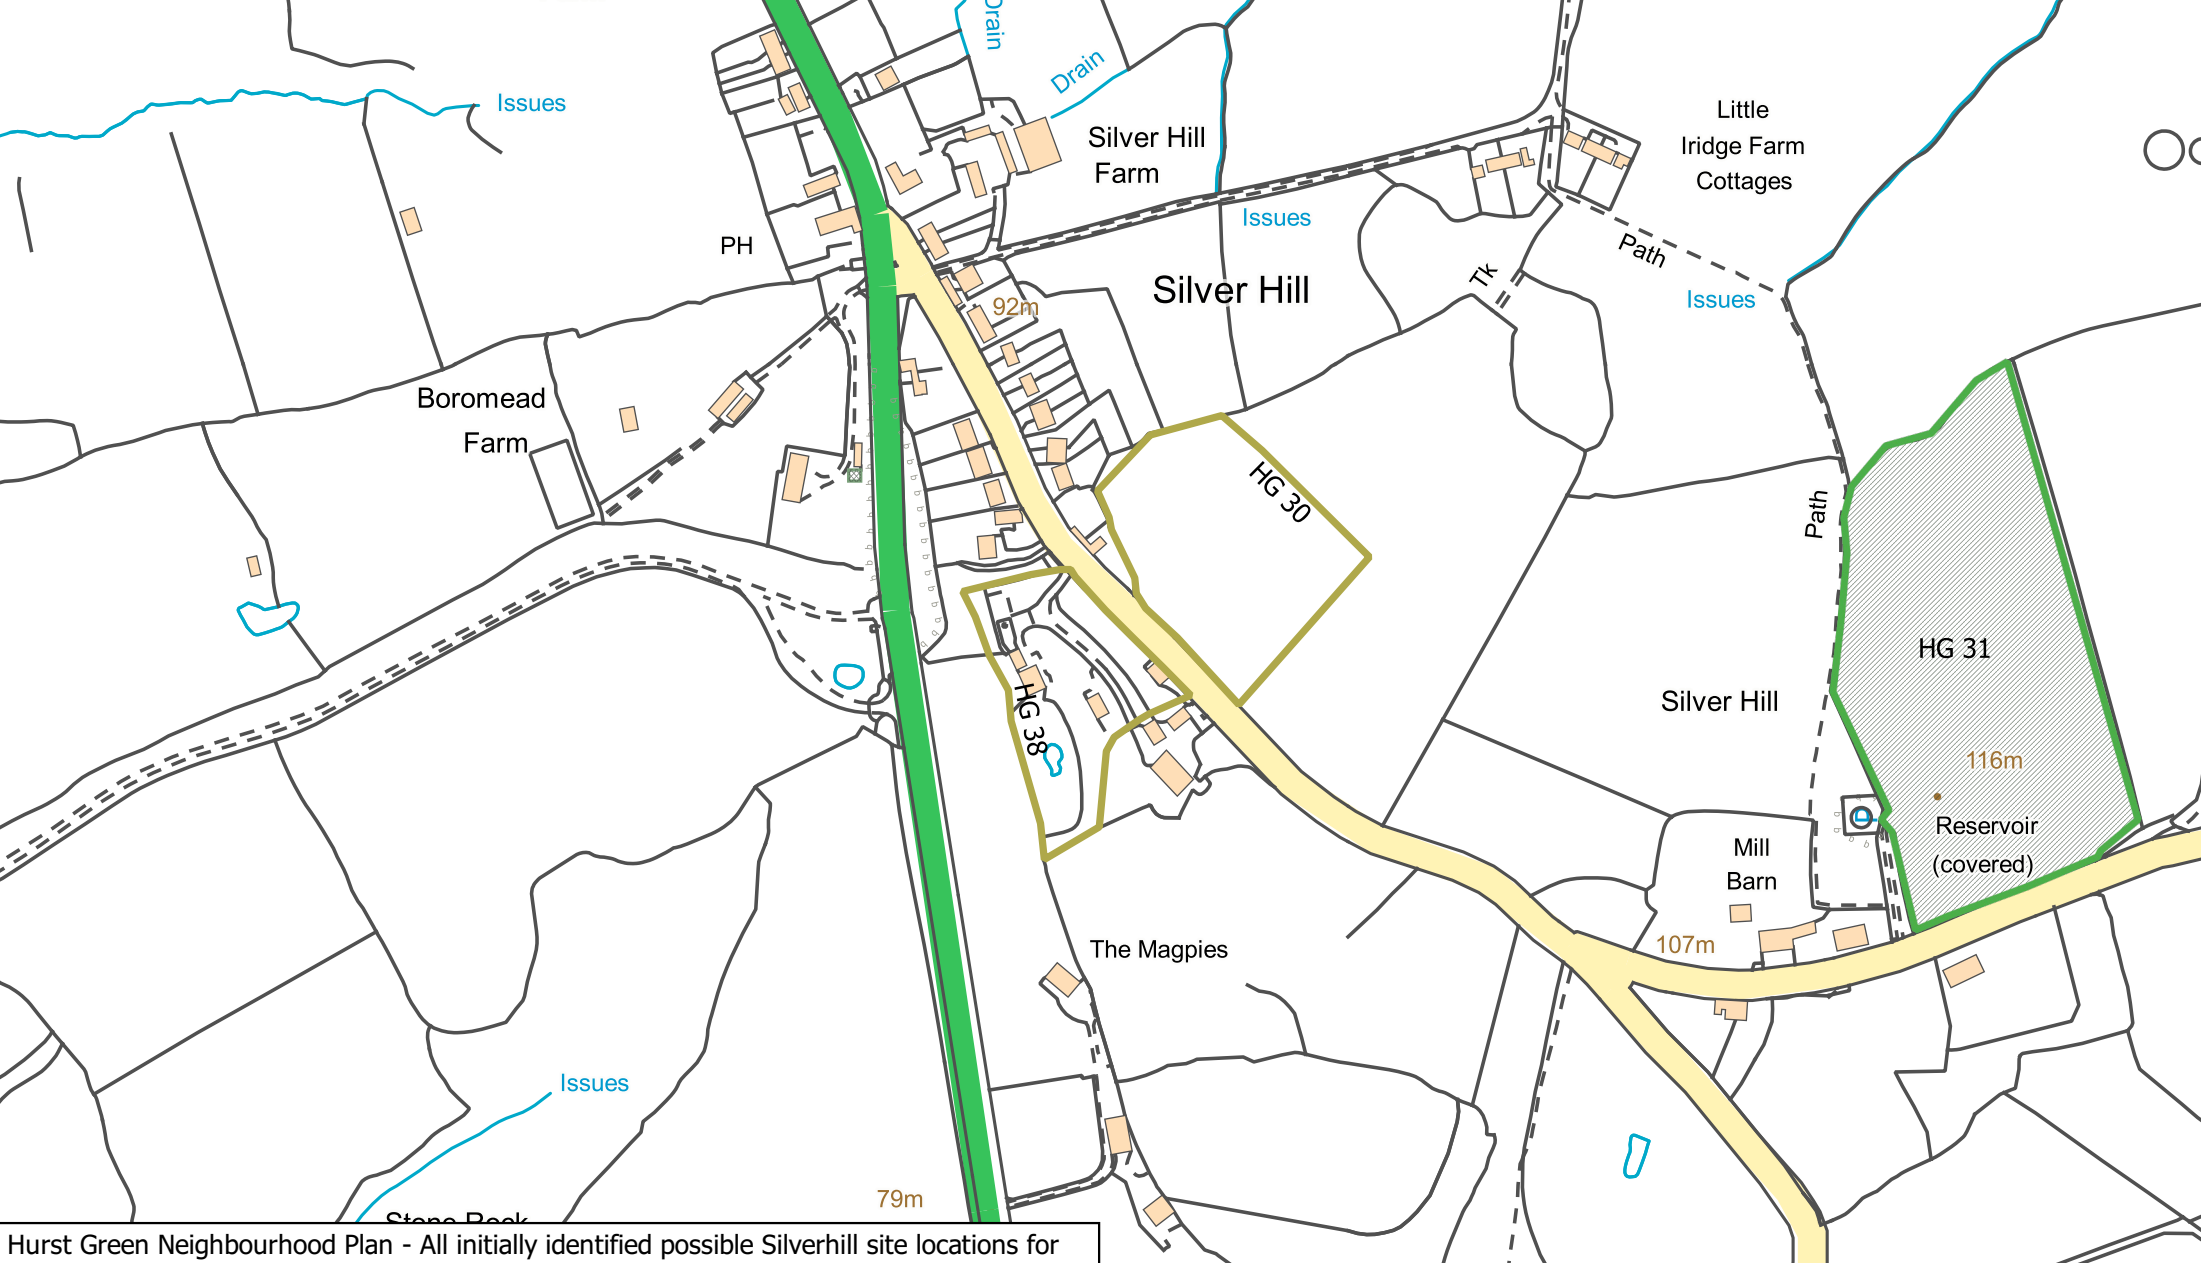 Drain
Drain
Issues
Little
Iridge Farm
Cottages
Silver Hill
Farm
Issues
PH
Path
Tk
Silver Hill
Issues
92m
Boromead
Farm
HG 30
Path
HG 31
HG 38
Silver Hill
116m
Reservoir
(covered)
Mill
Barn
107m
The Magpies
Issues
79m
Stone Rock
Hurst Green Neighbourhood Plan - All initially identified possible Silverhill site locations for